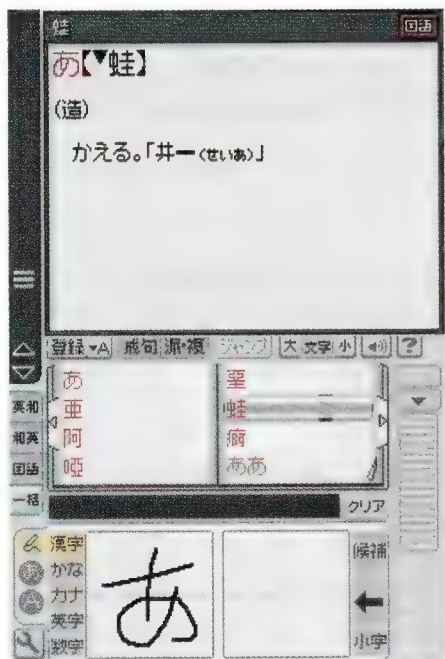 蛙 国語
あ【▼蛙】
(造)
かえる。「井━〈せいあ〉」
登録▼A 成句 派・複 ジャンプ 大 文字 小 ?
あ 堊
亜 蛙
阿 痾
啞 ああ
英和
和英
国語
一括
クリア
漢字
かな
カナ
英字
数字
あ
候補
←
小字